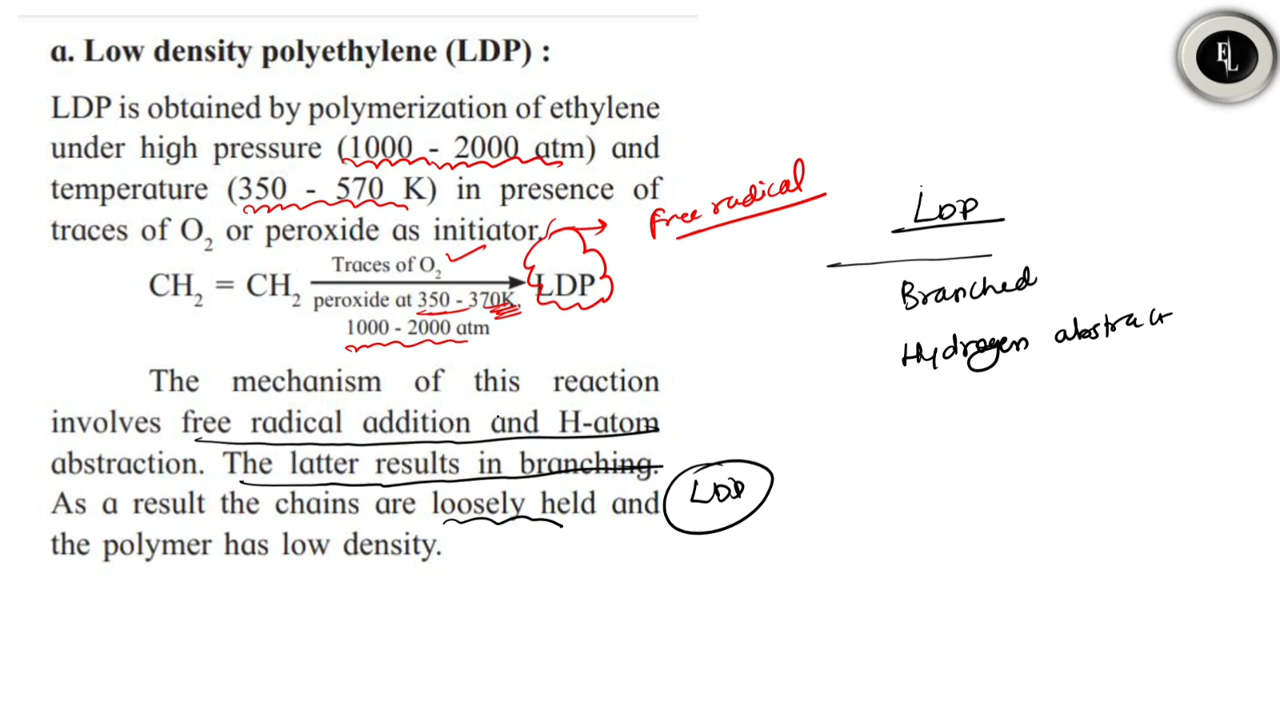 a. Low density polyethylene (LDP) :
LDP is obtained by polymerization of ethylene
under high pressure (1000 - 2000 atm) and
temperature (350 - 570 K) in presence of
traces of O₂ or peroxide as initiator.
Free radical
CH₂ = CH₂
Traces of O₂
peroxide at 350 - 370K,
1000 - 2000 atm
LDP
The mechanism of this reaction
involves free radical addition and H-atom
abstraction. The latter results in branching.
As a result the chains are loosely held and
the polymer has low density.
LDP
LDP
Branched
Hydrogen abstract
EL